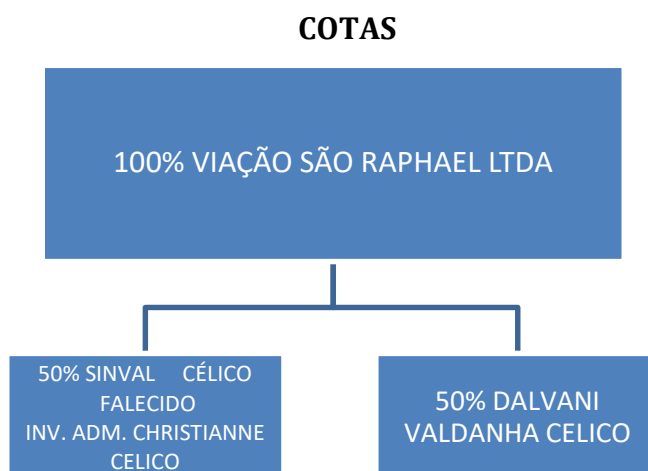 COTAS
100% VIAÇÃO SÃO RAPHAEL LTDA
50% SINVAL CÉLICO
FALECIDO
INV. ADM. CHRISTIANNE
CELICO
50% DALVANI
VALDANHA CELICO